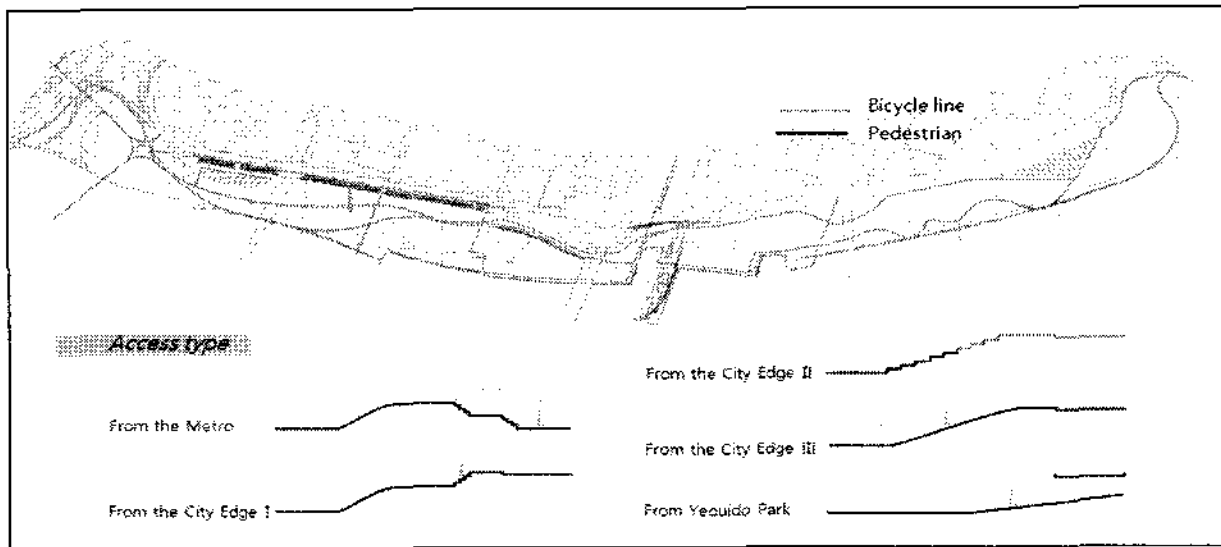 Bicycle line
Pedestrian
Access type
From the Metro
From the City Edge I
From the City Edge II
From the City Edge III
From Yeouido Park